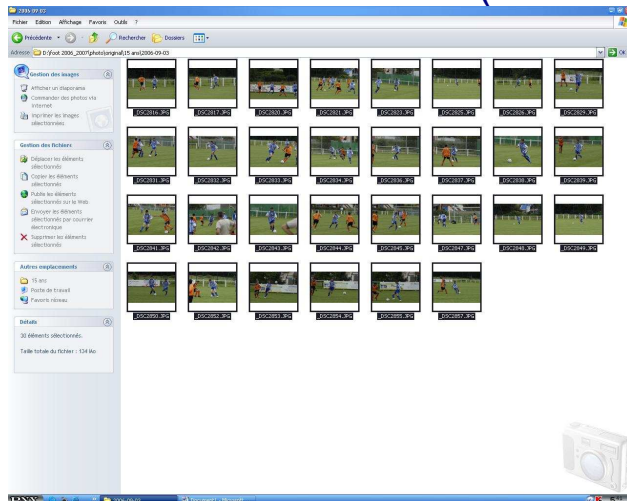 2006-09-03
Fichier Edition Affichage Favoris Outils ?
Précédente Rechercher Dossiers
Adresse D:\foot 2006_2007\photo\original\15 ans\2006-09-03 OK
Gestion des images
Afficher un diaporama
Commander des photos via
Internet
Imprimer les images
sélectionnées
Gestion des fichiers
Déplacer les éléments
sélectionnés
Copier les éléments
sélectionnés
Publier les éléments
sélectionnés sur le Web
Envoyer les éléments
sélectionnés par courrier
électronique
Supprimer les éléments
sélectionnés
Autres emplacements
15 ans
Poste de travail
Favoris réseau
Détails
30 éléments sélectionnés.
Taille totale du fichier : 134 Mo
_DSC2816.JPG _DSC2817.JPG _DSC2820.JPG _DSC2821.JPG _DSC2823.JPG _DSC2825.JPG _DSC2826.JPG _DSC2829.JPG
_DSC2831.JPG _DSC2832.JPG _DSC2833.JPG _DSC2834.JPG _DSC2836.JPG _DSC2837.JPG _DSC2838.JPG _DSC2839.JPG
_DSC2841.JPG _DSC2842.JPG _DSC2843.JPG _DSC2844.JPG _DSC2845.JPG _DSC2847.JPG _DSC2848.JPG _DSC2849.JPG
_DSC2850.JPG _DSC2852.JPG _DSC2853.JPG _DSC2854.JPG _DSC2855.JPG _DSC2857.JPG
2006-09-03 Document1 - Microsoft